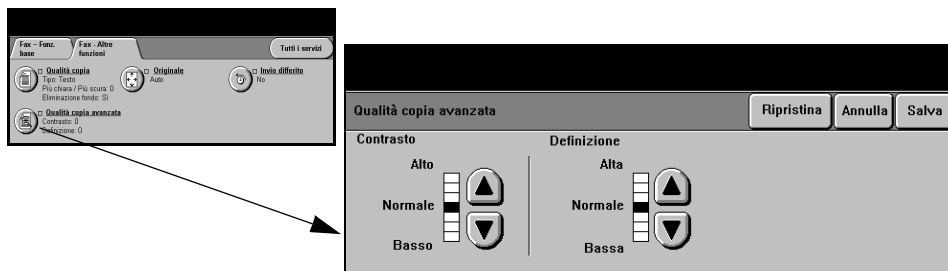 Fax - Funz. base
Fax - Altre funzioni
Tutti i servizi
Qualità copia
Tipo: Testo
Più chiara / Più scura: 0
Eliminazione fondo: Sì
Originale
Auto
Invio differito
No
Qualità copia avanzata
Contrasto: 0
Definizione: 0
Qualità copia avanzata
Ripristina
Annulla
Salva
Contrasto
Alto
Normale
Basso
Definizione
Alta
Normale
Bassa